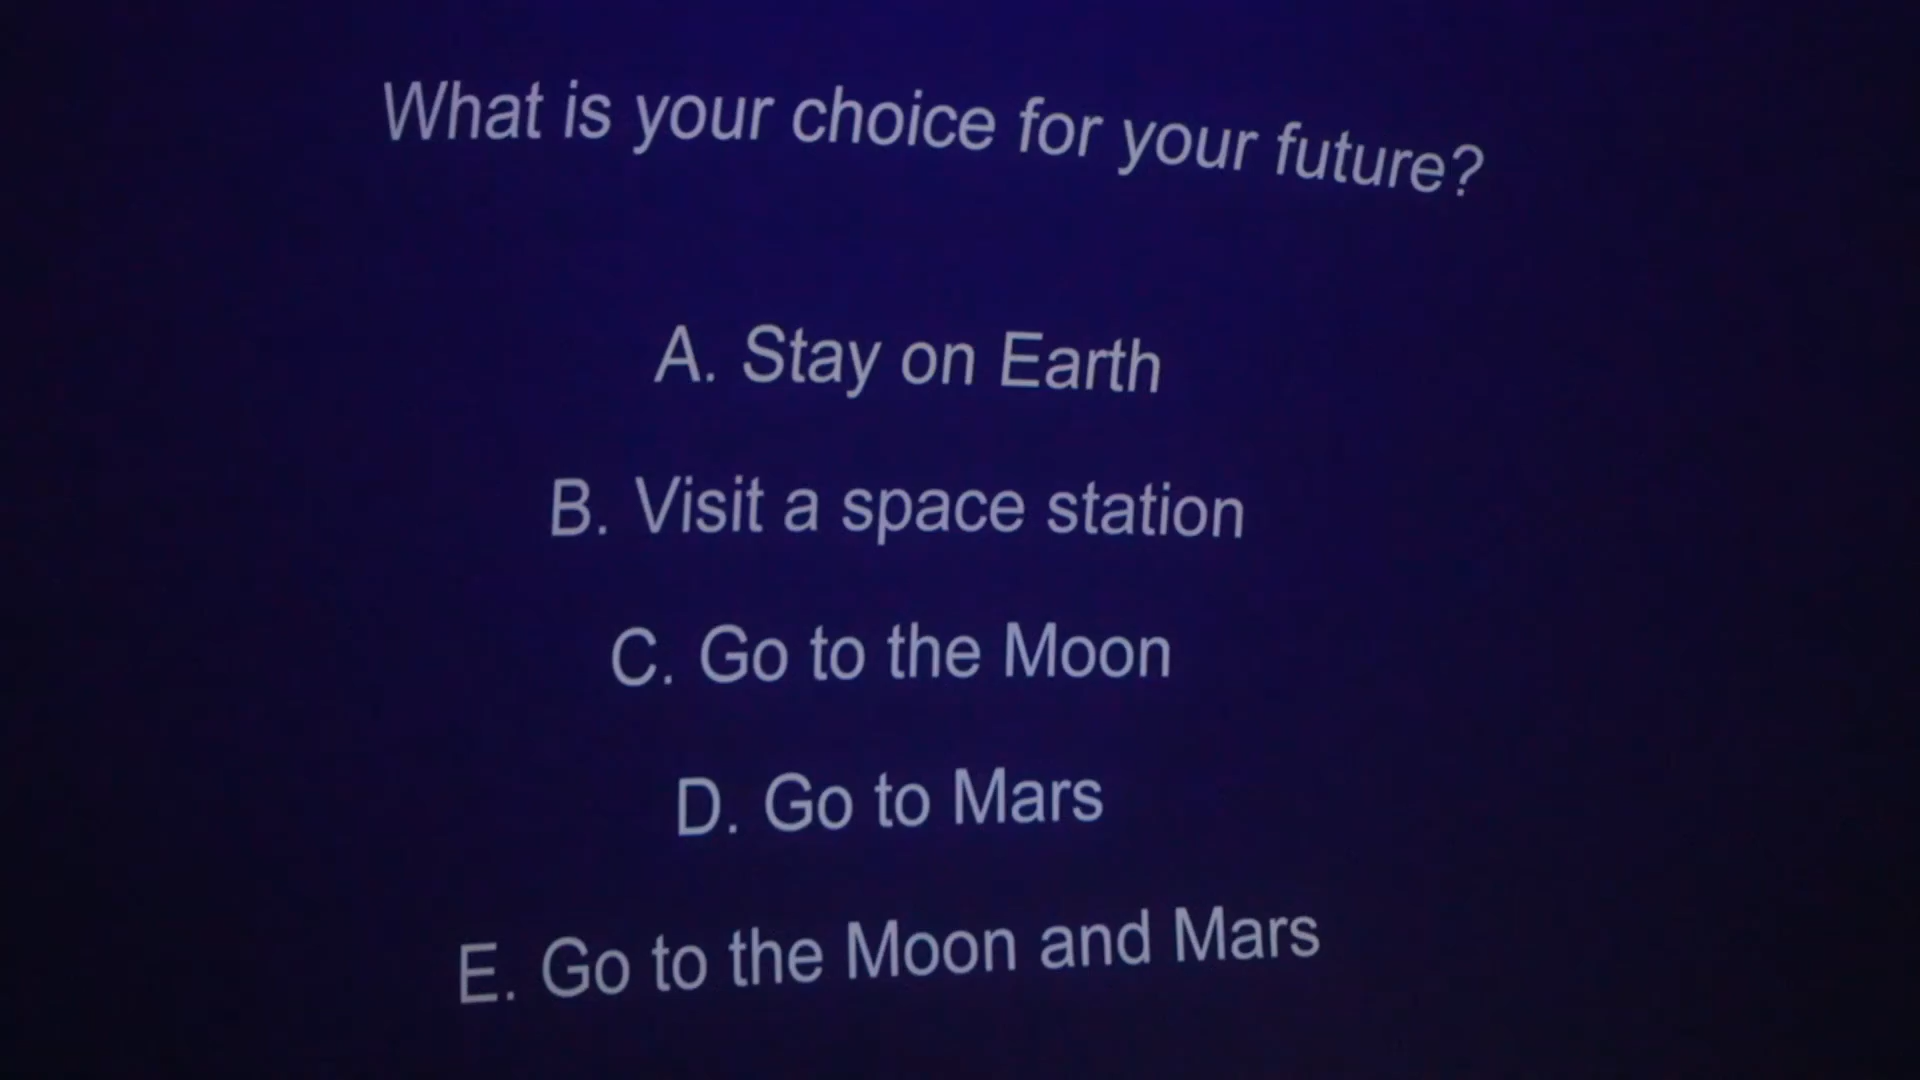 What is your choice for your future?
A. Stay on Earth
B. Visit a space station
C. Go to the Moon
D. Go to Mars
E. Go to the Moon and Mars